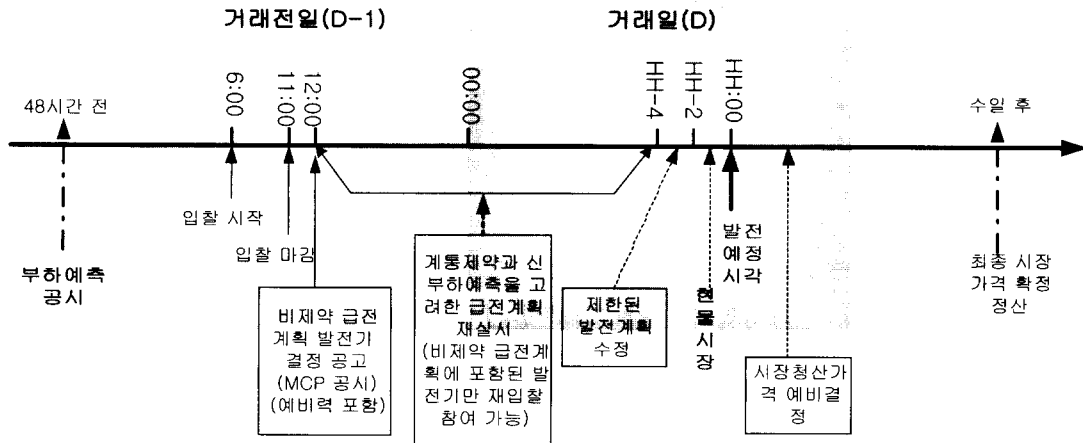 거래전일(D-1)
거래일(D)
48시간 전
6:00
11:00
12:00
00:00
HH-4
HH-2
HH:00
수일 후
부하예측
공시
입찰 시작
입찰 마감
비제약 급전
계획 발전기
결정 공고
(MCP 공시)
(예비력 포함)
계통제약과 신
부하예측을 고
려한 급전계획
재실시
(비제약 급전계
획에 포함된 발
전기만 재입찰
참여 가능)
제한된
발전계획
수정
현물시장
발전
예정
시각
시장청산가
격 예비결
정
최종 시장
가격 확정
정산